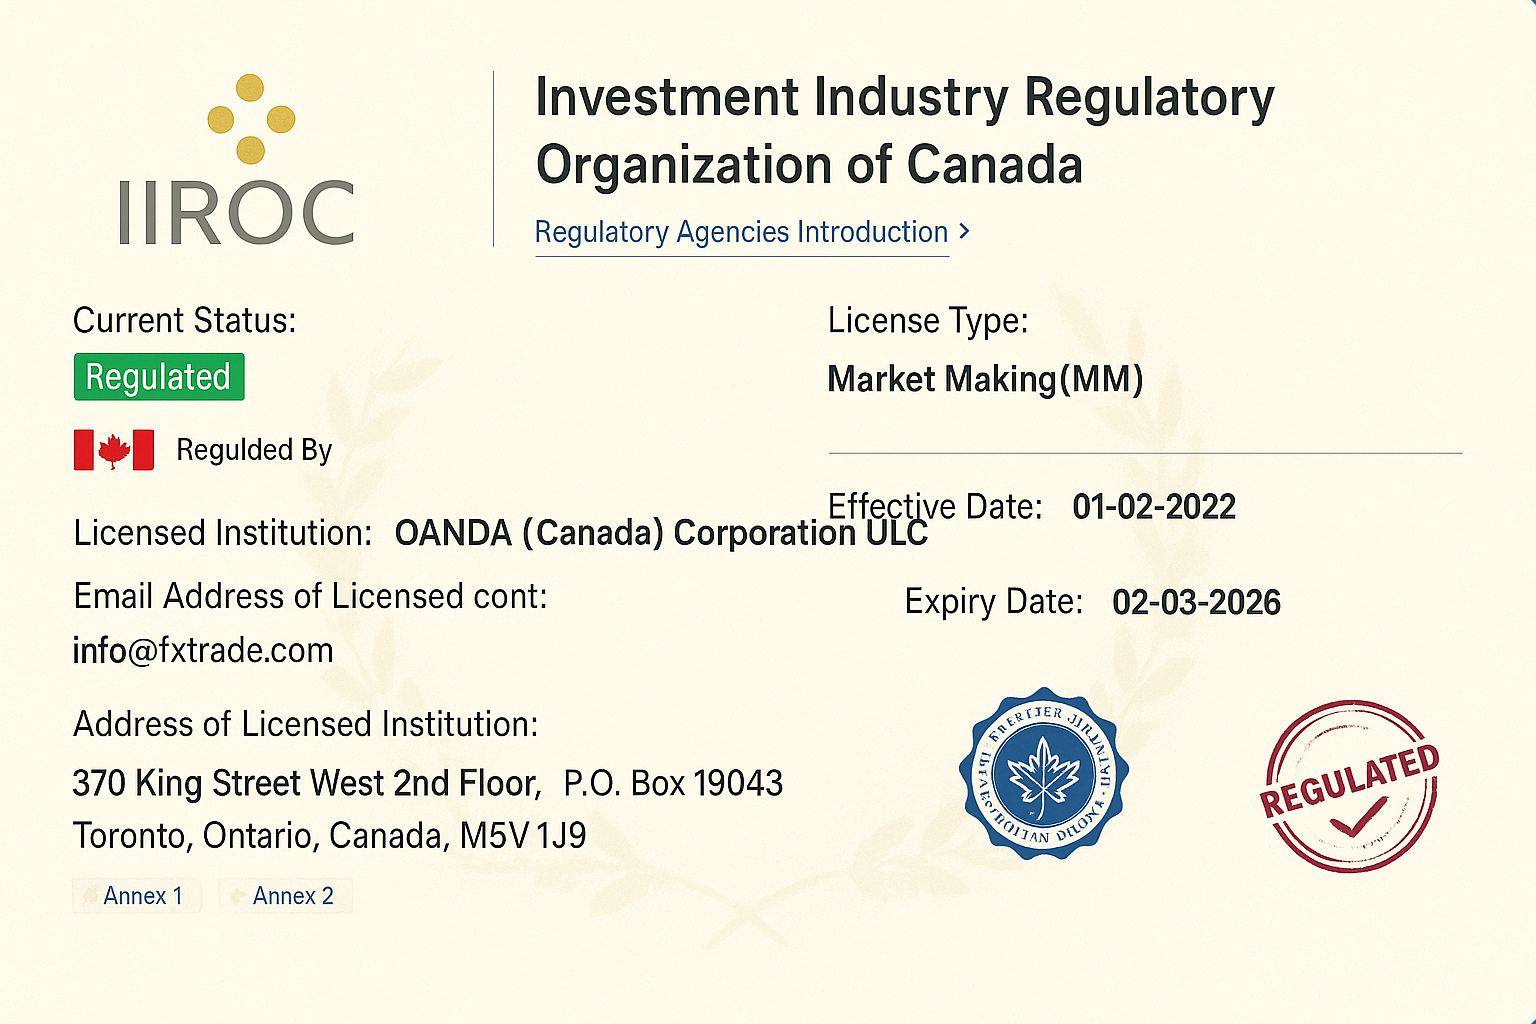 IIROC
Investment Industry Regulatory
Organization of Canada
Regulatory Agencies Introduction >
Current Status:
Regulated
Regulded By
License Type:
Market Making(MM)
Effective Date: 01-02-2022
Licensed Institution: OANDA (Canada) Corporation ULC
Email Address of Licensed cont:
info@fxtrade.com
Expiry Date: 02-03-2026
Address of Licensed Institution:
370 King Street West 2nd Floor, P.O. Box 19043
Toronto, Ontario, Canada, M5V 1J9
REGULATED
Annex 1
Annex 2